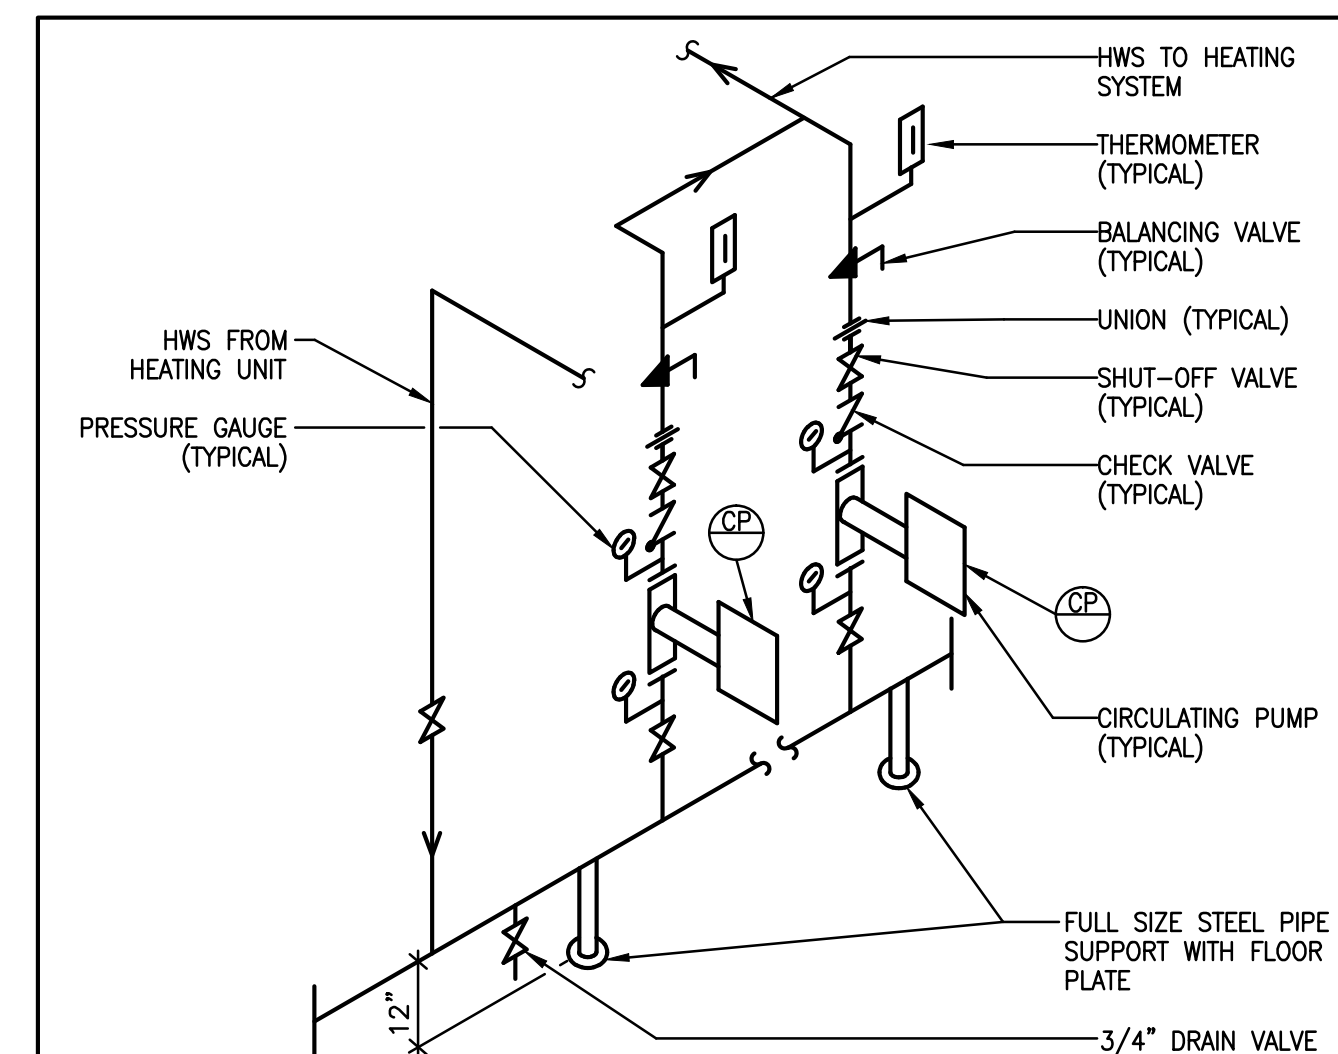 HWS TO HEATING
SYSTEM
THERMOMETER
(TYPICAL)
BALANCING VALVE
(TYPICAL)
UNION (TYPICAL)
HWS FROM
HEATING UNIT
SHUT-OFF VALVE
(TYPICAL)
PRESSURE GAUGE
(TYPICAL)
CHECK VALVE
(TYPICAL)
CP
CP
CIRCULATING PUMP
(TYPICAL)
FULL SIZE STEEL PIPE
SUPPORT WITH FLOOR
PLATE
12"
3/4" DRAIN VALVE